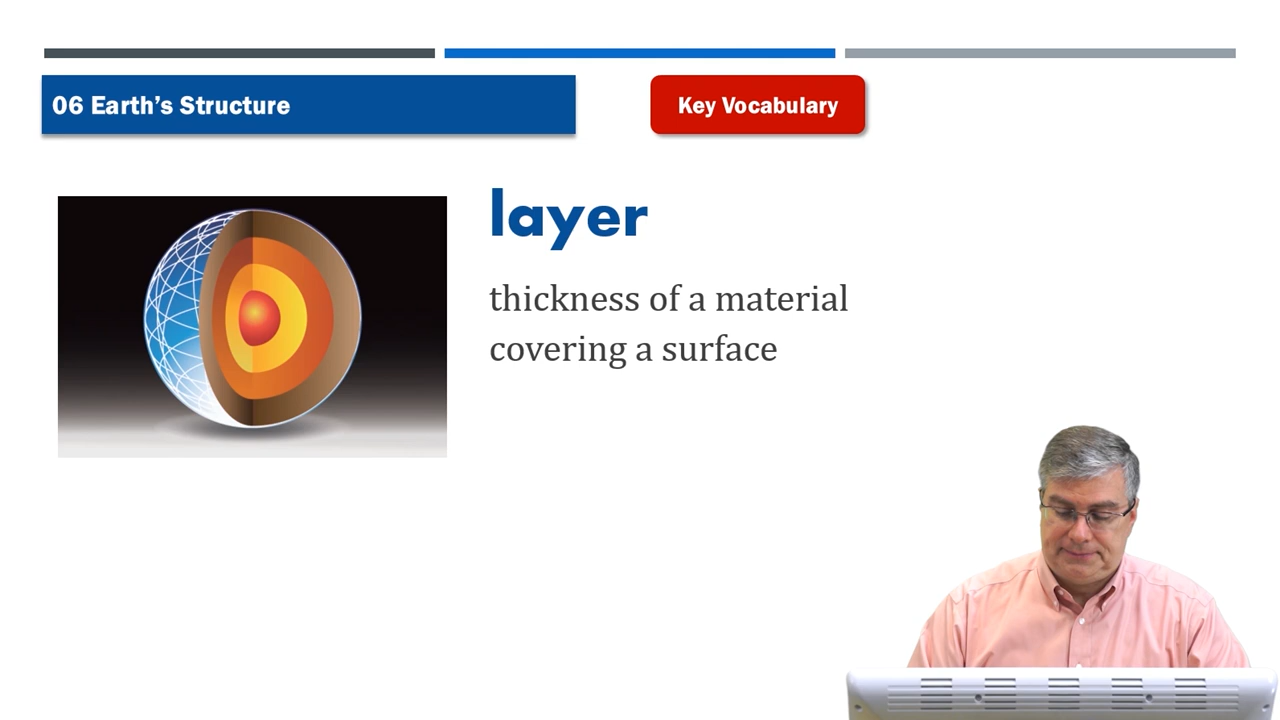 06 Earth's Structure
Key Vocabulary
layer
thickness of a material
covering a surface